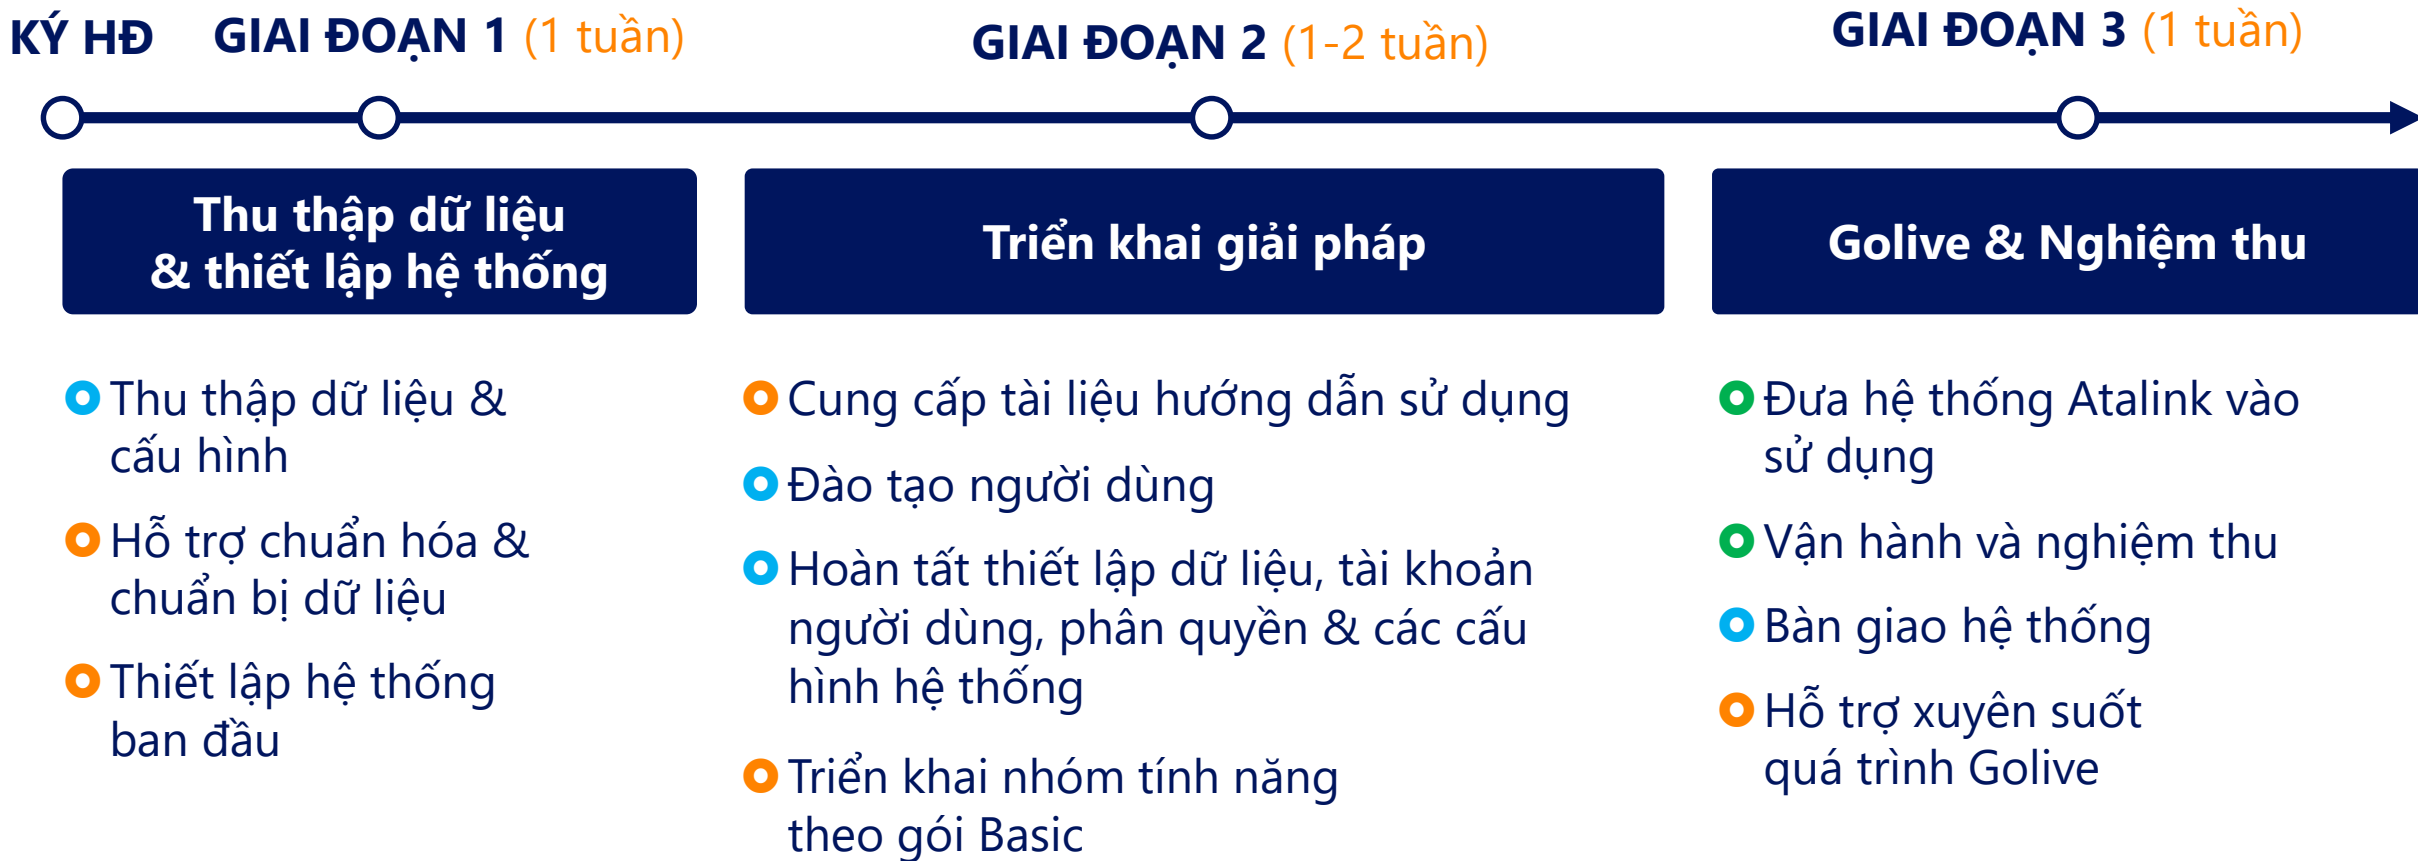 KÝ HĐ
GIAI ĐOẠN 1 (1 tuần)
GIAI ĐOẠN 2 (1-2 tuần)
GIAI ĐOẠN 3 (1 tuần)
Thu thập dữ liệu
& thiết lập hệ thống
Thu thập dữ liệu &
cấu hình
Hỗ trợ chuẩn hóa &
chuẩn bị dữ liệu
Thiết lập hệ thống
ban đầu
Triển khai giải pháp
Cung cấp tài liệu hướng dẫn sử dụng
Đào tạo người dùng
Hoàn tất thiết lập dữ liệu, tài khoản
người dùng, phân quyền & các cấu
hình hệ thống
Triển khai nhóm tính năng
theo gói Basic
Golive & Nghiệm thu
Đưa hệ thống Atalink vào
sử dụng
Vận hành và nghiệm thu
Bàn giao hệ thống
Hỗ trợ xuyên suốt
quá trình Golive